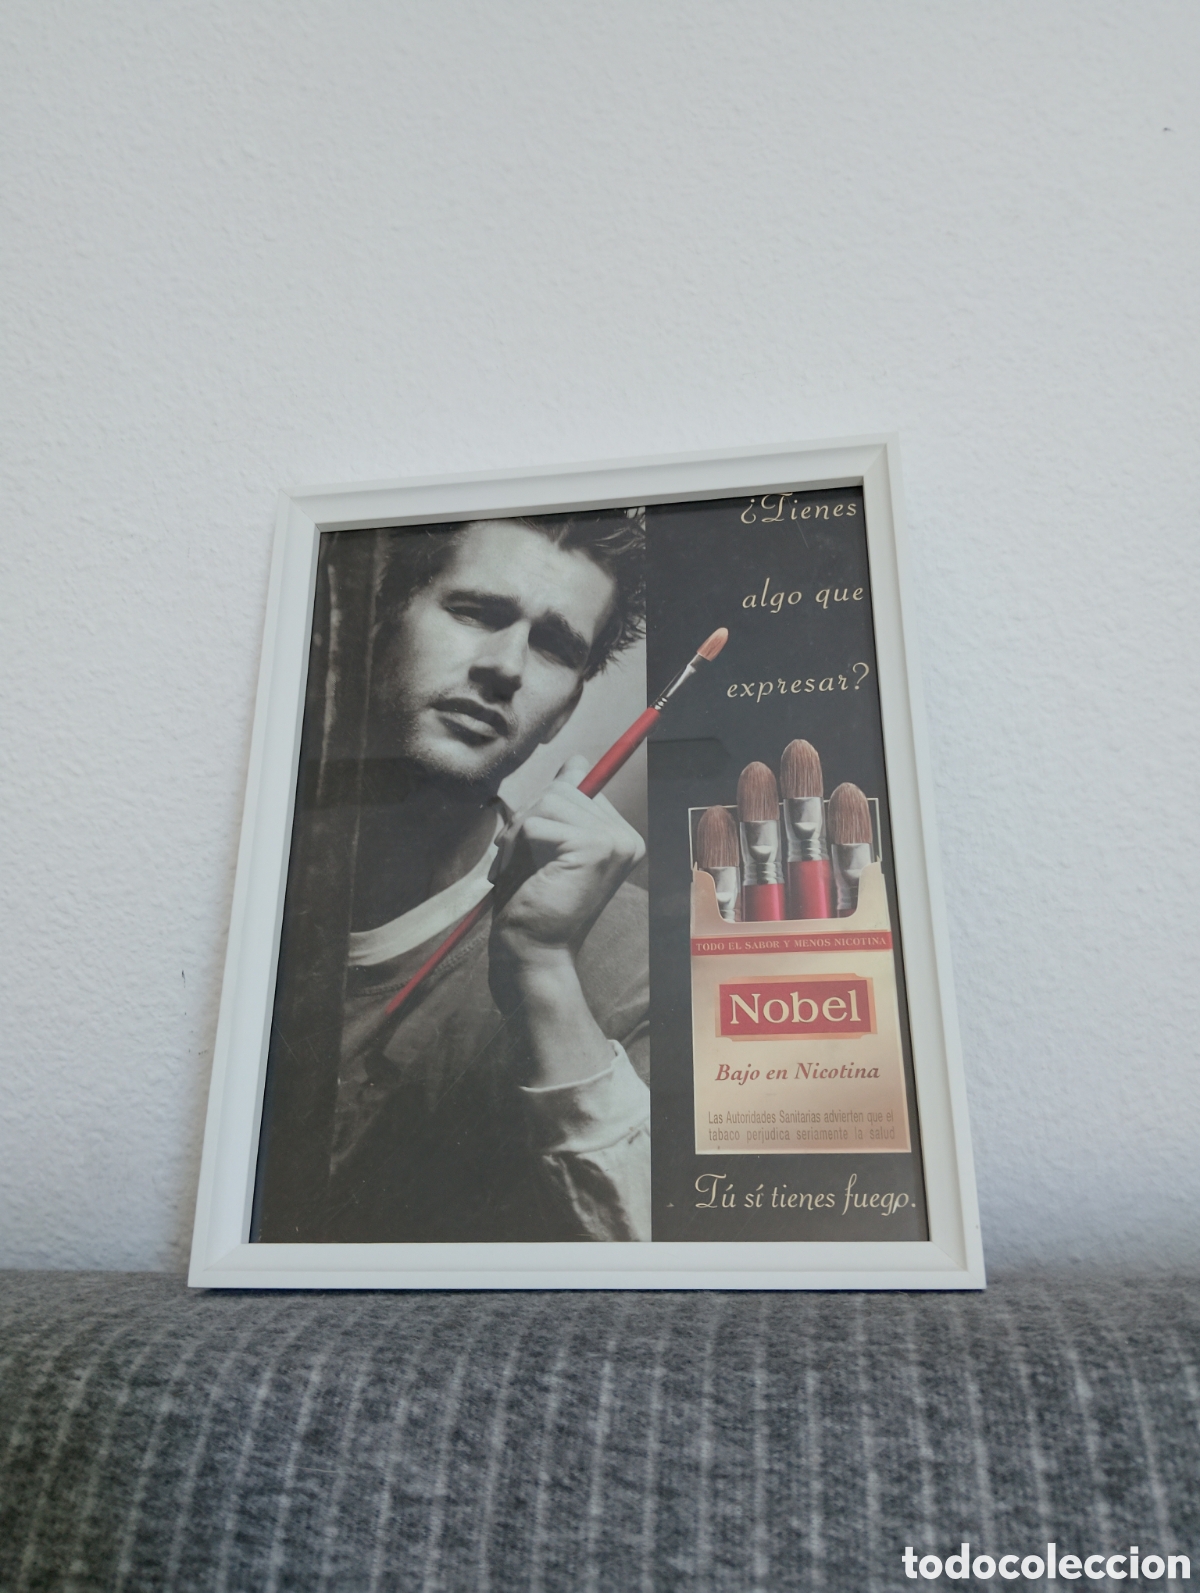 ¿Tienes
algo que
expresar?
TODO EL SABOR Y MENOS NICOTINA
Nobel
Bajo en Nicotina
Las Autoridades Sanitarias advierten que el
tabaco perjudica seriamente la salud
Tú sí tienes fuego.
todocoleccion